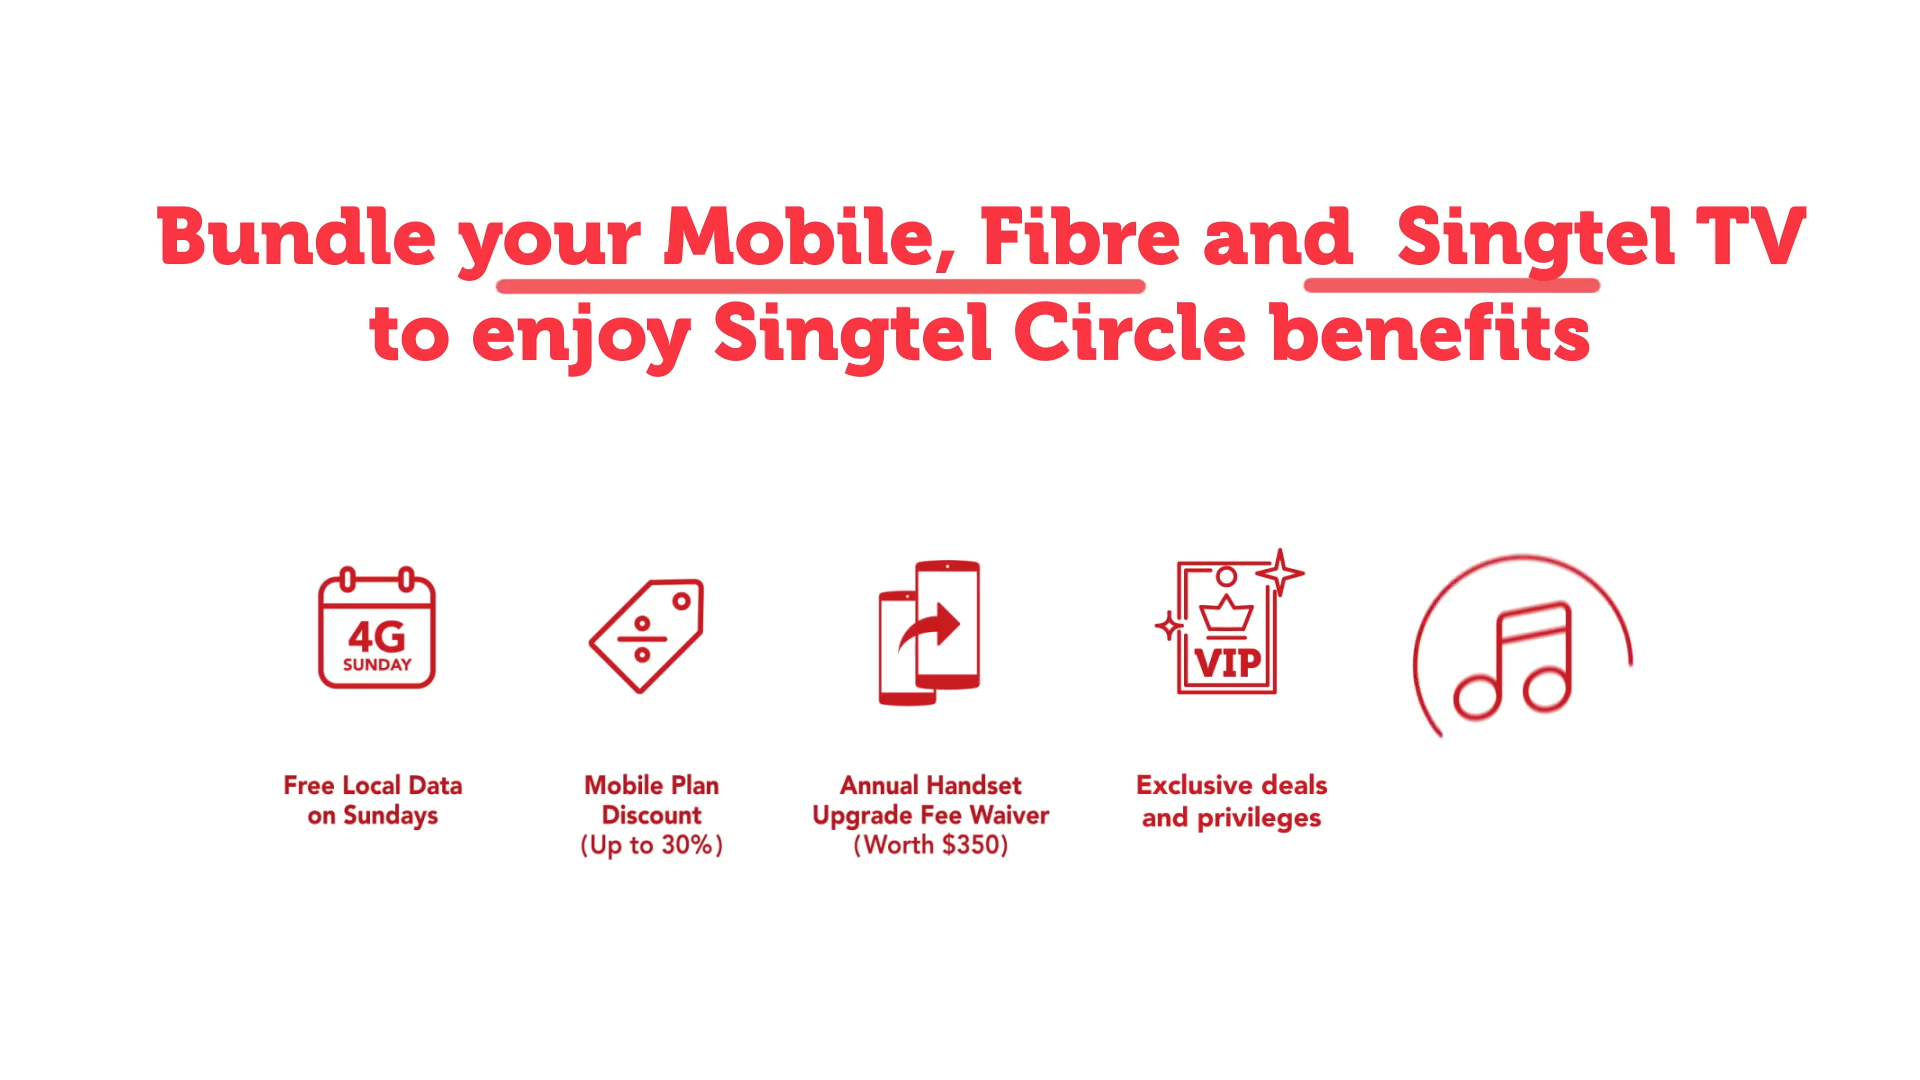 Bundle your Mobile, Fibre and Singtel TV
to enjoy Singtel Circle benefits
4G
SUNDAY
Free Local Data
on Sundays
Mobile Plan
Discount
(Up to 30%)
Annual Handset
Upgrade Fee Waiver
(Worth $350)
VIP
Exclusive deals
and privileges